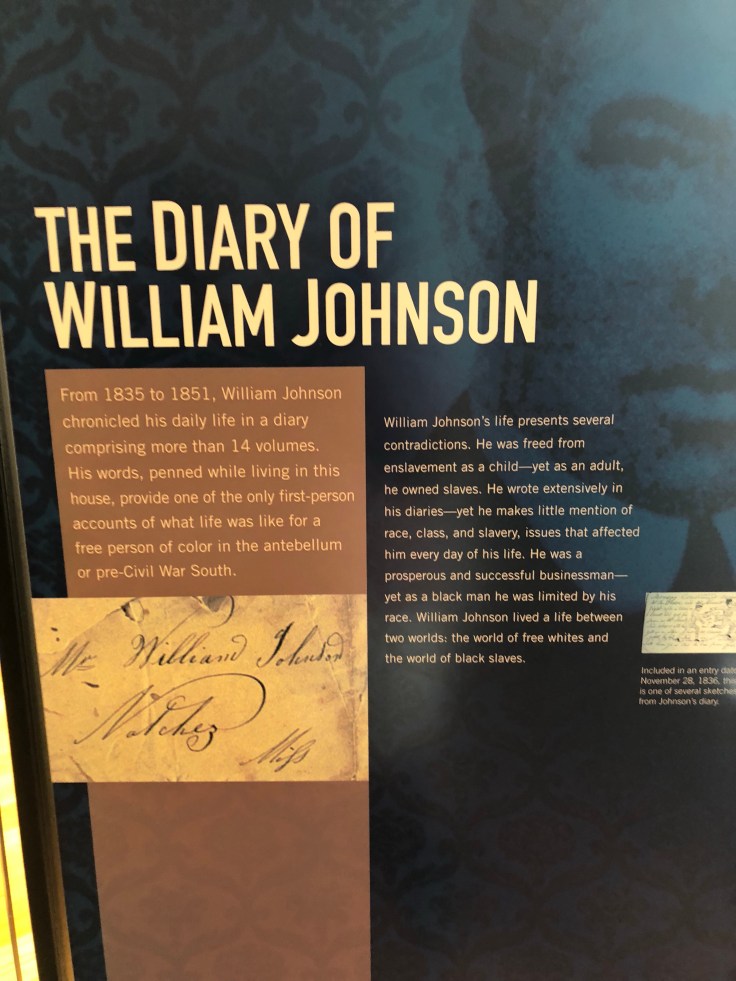 THE DIARY OF
WILLIAM JOHNSON
From 1835 to 1851, William Johnson
chronicled his daily life in a diary
comprising more than 14 volumes.
His words, penned while living in this
house, provide one of the only first-person
accounts of what life was like for a
free person of color in the antebellum
or pre-Civil War South.
Mr William Johnson
Natchez
Miss
William Johnson's life presents several
contradictions. He was freed from
enslavement as a child—yet as an adult,
he owned slaves. He wrote extensively in
his diaries—yet he makes little mention of
race, class, and slavery, issues that affected
him every day of his life. He was a
prosperous and successful businessman—
yet as a black man he was limited by his
race. William Johnson lived a life between
two worlds: the world of free whites and
the world of black slaves.
Included in an entry date
November 28, 1836, this
is one of several sketches
from Johnson's diary.